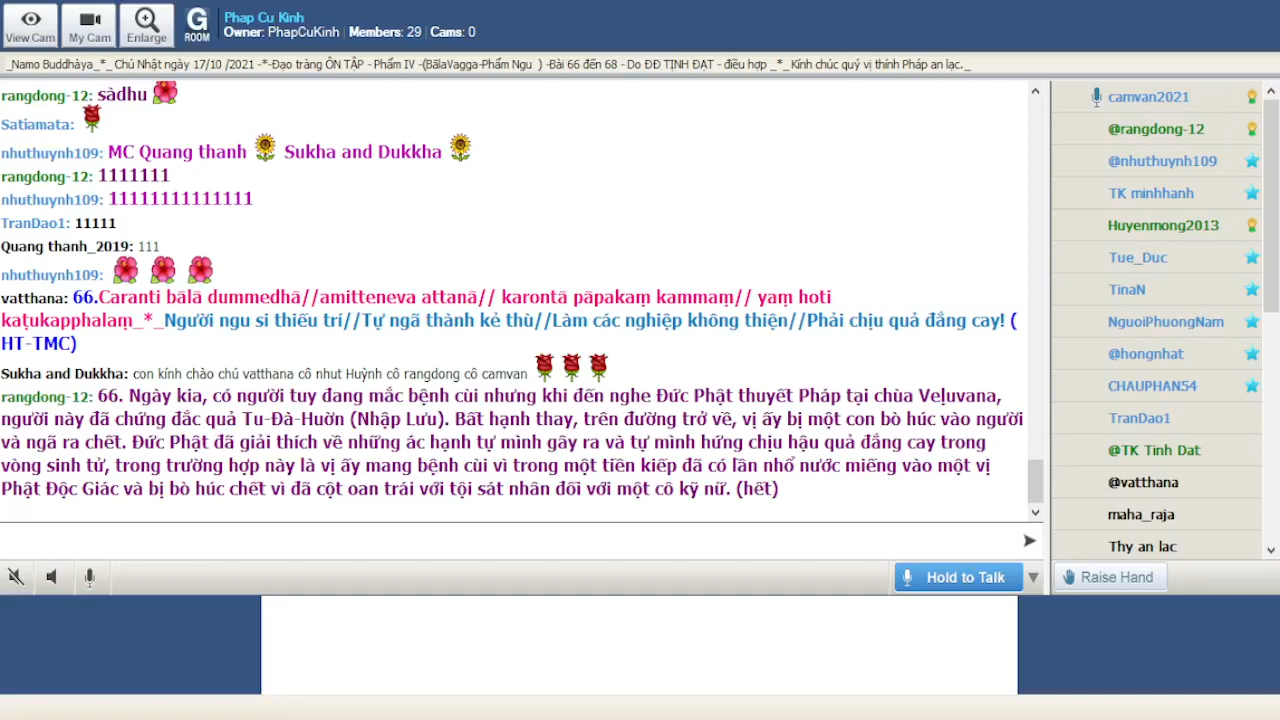 View Cam
My Cam
Enlarge
G
ROOM
Phap Cu Kinh
Owner: PhapCuKinh | Members: 29 | Cams: 0
_Namo Buddhàya_*_ Chủ Nhật ngày 17/10 /2021 -*-Đạo tràng ÔN TẬP - Phẩm IV -(BālaVagga-Phẩm Ngu ) -Bài 66 đến 68 - Do ĐĐ TỊNH ĐẠT - điều hợp _*_Kính chúc quý vị thính Pháp an lạc._
rangdong-12: sàdhu
Satiamata:
nhuthuynh109: MC Quang thanh Sukha and Dukkha
rangdong-12: 1111111
nhuthuynh109: 11111111111111
TranDao1: 11111
Quang thanh_2019: 111
nhuthuynh109:
vatthana: 66.Caranti bālā dummedhā//amitteneva attanā// karontā pāpakaṃ kammaṃ// yaṃ hoti
kaṭukapphalaṃ_*_Người ngu si thiếu trí//Tự ngã thành kẻ thù//Làm các nghiệp không thiện//Phải chịu quả đắng cay! (
HT-TMC)
Sukha and Dukkha: con kính chào chú vatthana cô nhut Huỳnh cô rangdong cô camvan
rangdong-12: 66. Ngày kia, có người tuy đang mắc bệnh cùi nhưng khi đến nghe Đức Phật thuyết Pháp tại chùa Veḷuvana,
người này đã chứng đắc quả Tu-Đà-Huờn (Nhập Lưu). Bất hạnh thay, trên đường trở về, vị ấy bị một con bò húc vào người
và ngã ra chết. Đức Phật đã giải thích về những ác hạnh tự mình gây ra và tự mình hứng chịu hậu quả đắng cay trong
vòng sinh tử, trong trường hợp này là vị ấy mang bệnh cùi vì trong một tiền kiếp đã có lần nhổ nước miếng vào một vị
Phật Độc Giác và bị bò húc chết vì đã cột oan trái với tội sát nhân đối với một cô kỹ nữ. (hết)
camvan2021
@rangdong-12
@nhuthuynh109
TK minhhanh
Huyenmong2013
Tue_Duc
TinaN
NguoiPhuongNam
@hongnhat
CHAUPHAN54
TranDao1
@TK Tinh Dat
@vatthana
maha_raja
Thy an lac
Hold to Talk
Raise Hand